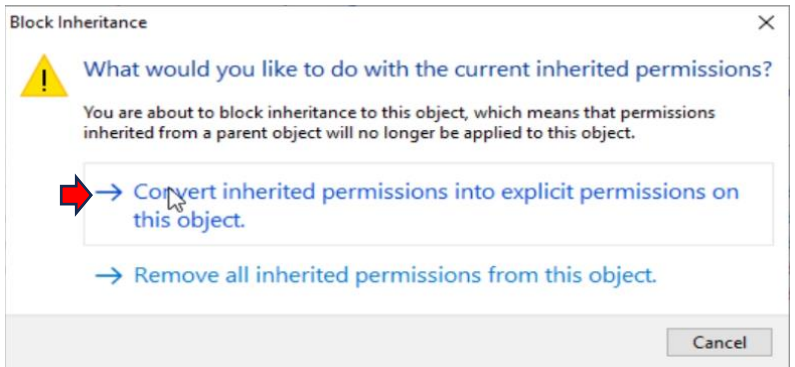 Block Inheritance
What would you like to do with the current inherited permissions?
You are about to block inheritance to this object, which means that permissions
inherited from a parent object will no longer be applied to this object.
Convert inherited permissions into explicit permissions on
this object.
Remove all inherited permissions from this object.
Cancel